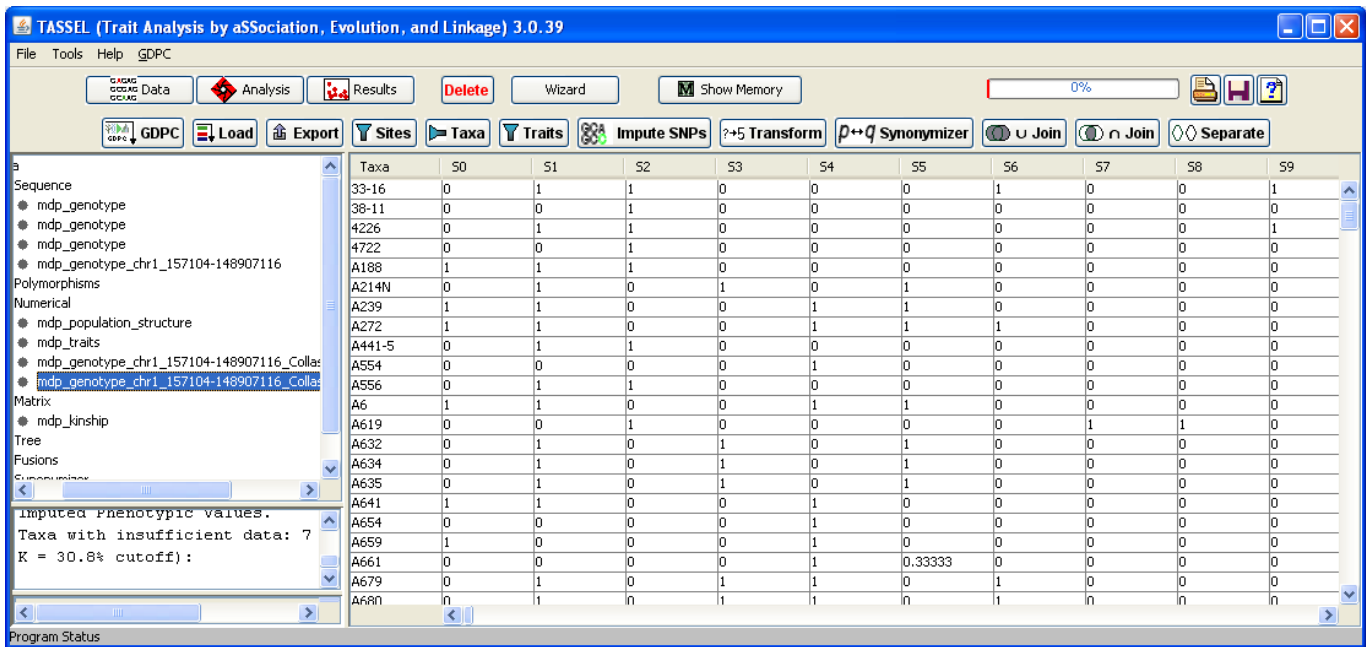 TASSEL (Trait Analysis by aSSociation, Evolution, and Linkage) 3.0.39
File Tools Help GDPC
Data Analysis Results Delete Wizard Show Memory 0%
GDPC Load Export Sites Taxa Traits Impute SNPs ?→5 Transform p↔q Synonymizer ∪ Join ∩ Join Separate
a
Sequence
mdp_genotype
mdp_genotype
mdp_genotype
mdp_genotype_chr1_157104-148907116
Polymorphisms
Numerical
mdp_population_structure
mdp_traits
mdp_genotype_chr1_157104-148907116_Collas
mdp_genotype_chr1_157104-148907116_Collas
Matrix
mdp_kinship
Tree
Fusions
Synonymizer
Imputed Phenotypic Values.
Taxa with insufficient data: 7
K = 30.8% cutoff):
Taxa S0 S1 S2 S3 S4 S5 S6 S7 S8 S9
33-16 0 1 1 0 0 0 1 0 0 1
38-11 0 0 1 0 0 0 0 0 0 0
4226 0 1 1 0 0 0 0 0 0 1
4722 0 0 1 0 0 0 0 0 0 0
A188 1 1 1 0 0 0 0 0 0 0
A214N 0 1 0 1 0 1 0 0 0 0
A239 1 1 0 0 1 1 0 0 0 0
A272 1 1 0 0 1 1 1 0 0 0
A441-5 0 1 1 0 0 0 0 0 0 0
A554 0 0 0 0 1 0 0 0 0 0
A556 0 1 1 0 0 0 0 0 0 0
A6 1 1 0 0 1 1 0 0 0 0
A619 0 0 1 0 0 0 0 1 1 0
A632 0 1 0 1 0 1 0 0 0 0
A634 0 1 0 1 0 1 0 0 0 0
A635 0 1 0 1 0 1 0 0 0 0
A641 1 1 0 0 1 0 0 0 0 0
A654 0 0 0 0 1 0 0 0 0 0
A659 1 0 0 0 1 0 0 0 0 0
A661 0 0 0 0 1 0.33333 0 0 0 0
A679 0 1 0 1 1 0 1 0 0 0
A680 0 1 0 1 1 0 1 0 0 0
Program Status